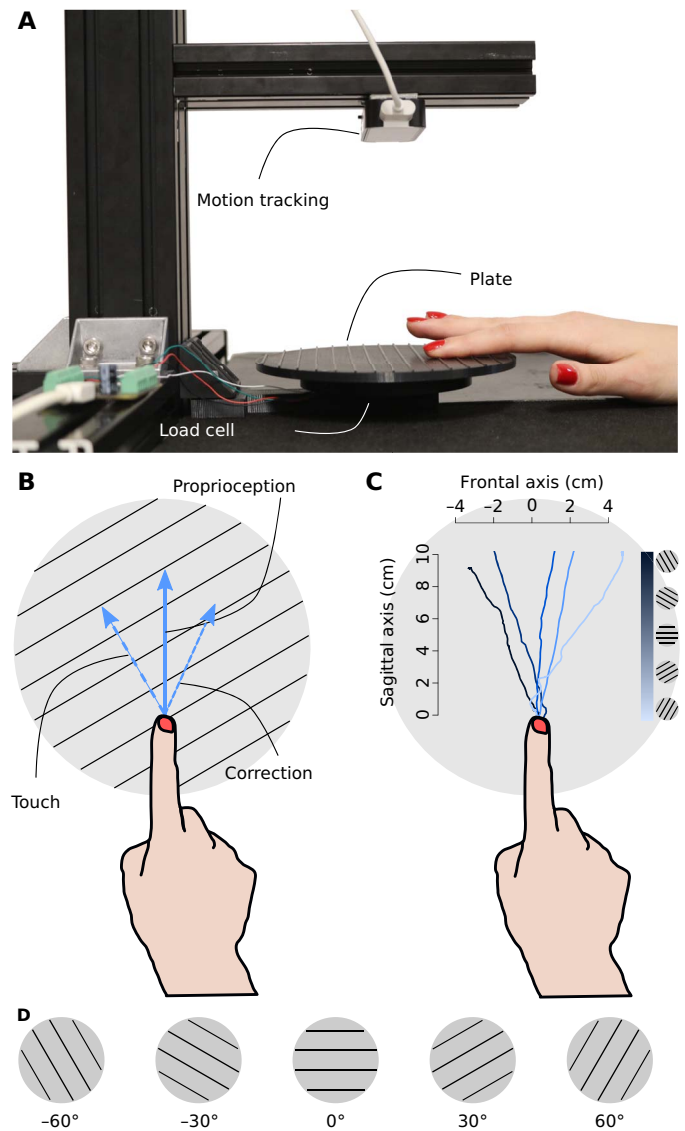 A
Motion tracking
Plate
Load cell
B
Proprioception
Touch
Correction
C
Frontal axis (cm)
–4 –2 0 2 4
Sagittal axis (cm)
10
8
6
4
2
0
D
–60° –30° 0° 30° 60°